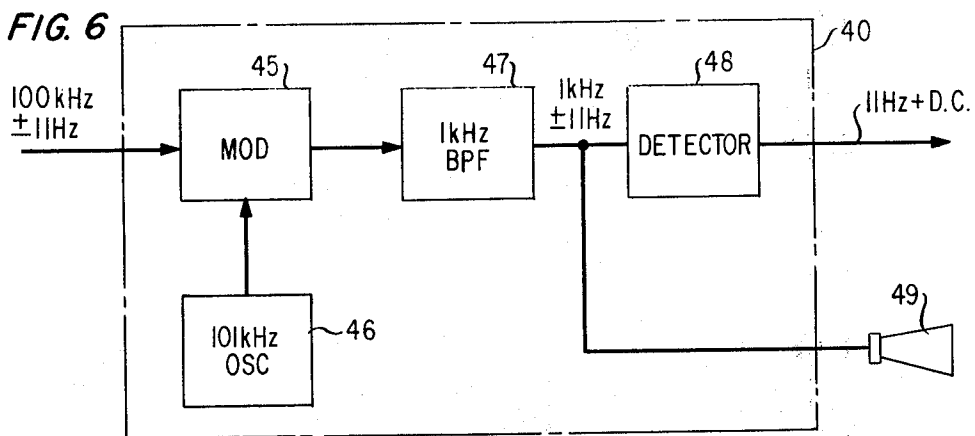 FIG. 6
40
100 kHz
±11Hz
45
MOD
47
1kHz
BPF
1kHz
±11Hz
48
DETECTOR
11Hz + D.C.
101kHz
OSC
46
49